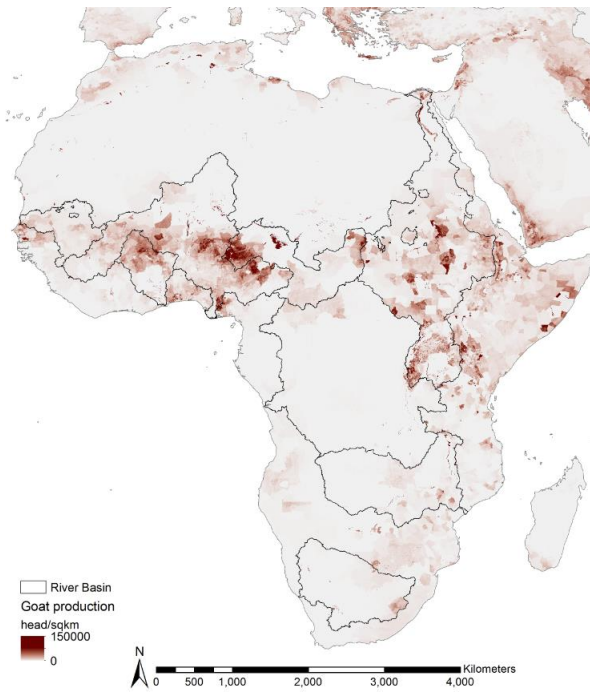 River Basin
Goat production
head/sqkm
150000
0
N
Kilometers
0 500 1,000 2,000 3,000 4,000